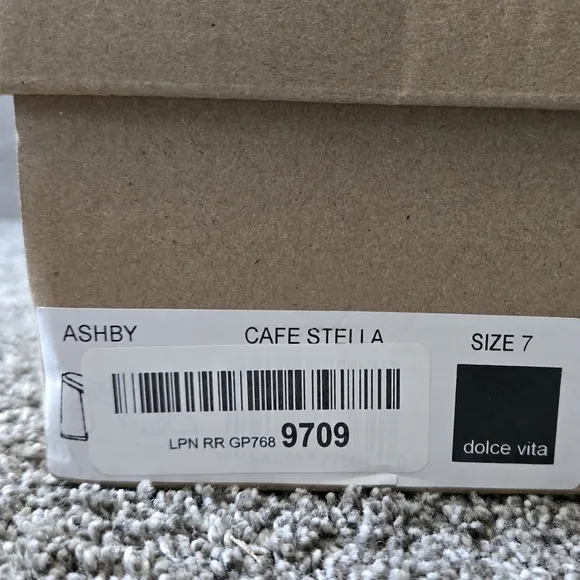 ASHBY CAFE STELLA SIZE 7
LPN RR GP768 9709
dolce vita